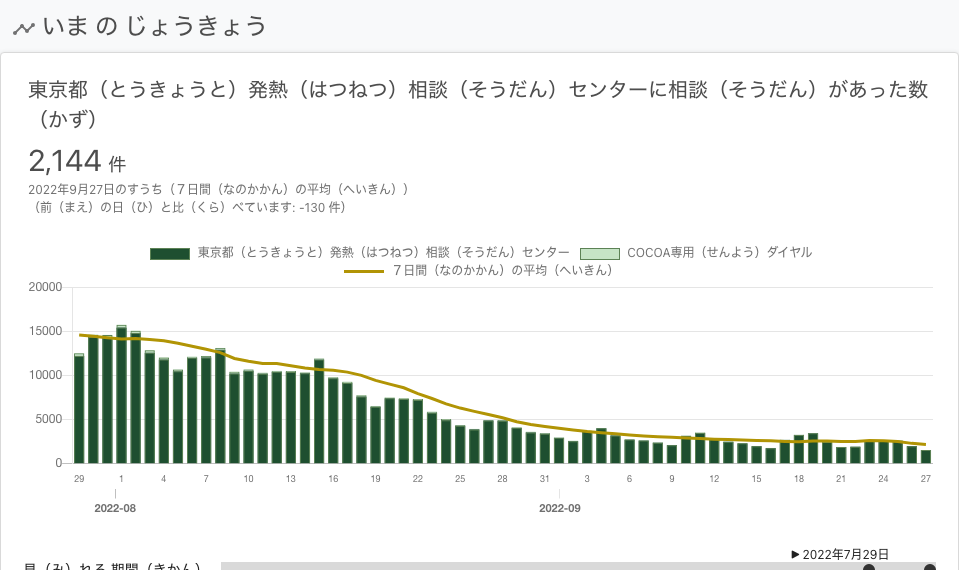 いま の じょうきょう
東京都（とうきょうと）発熱（はつねつ）相談（そうだん）センターに相談（そうだん）があった数
（かず）
2,144 件
2022年9月27日のすうち（７日間（なのかかん）の平均（へいきん））
（前（まえ）の日（ひ）と比（くら）べています: -130 件）
東京都（とうきょうと）発熱（はつねつ）相談（そうだん）センター COCOA専用（せんよう）ダイヤル
７日間（なのかかん）の平均（へいきん）
20000
15000
10000
5000
0
29 1 4 7 10 13 16 19 22 25 28 31 3 6 9 12 15 18 21 24 27
2022-08 2022-09
▶ 2022年7月29日
見（み）れる 期間（きかん）